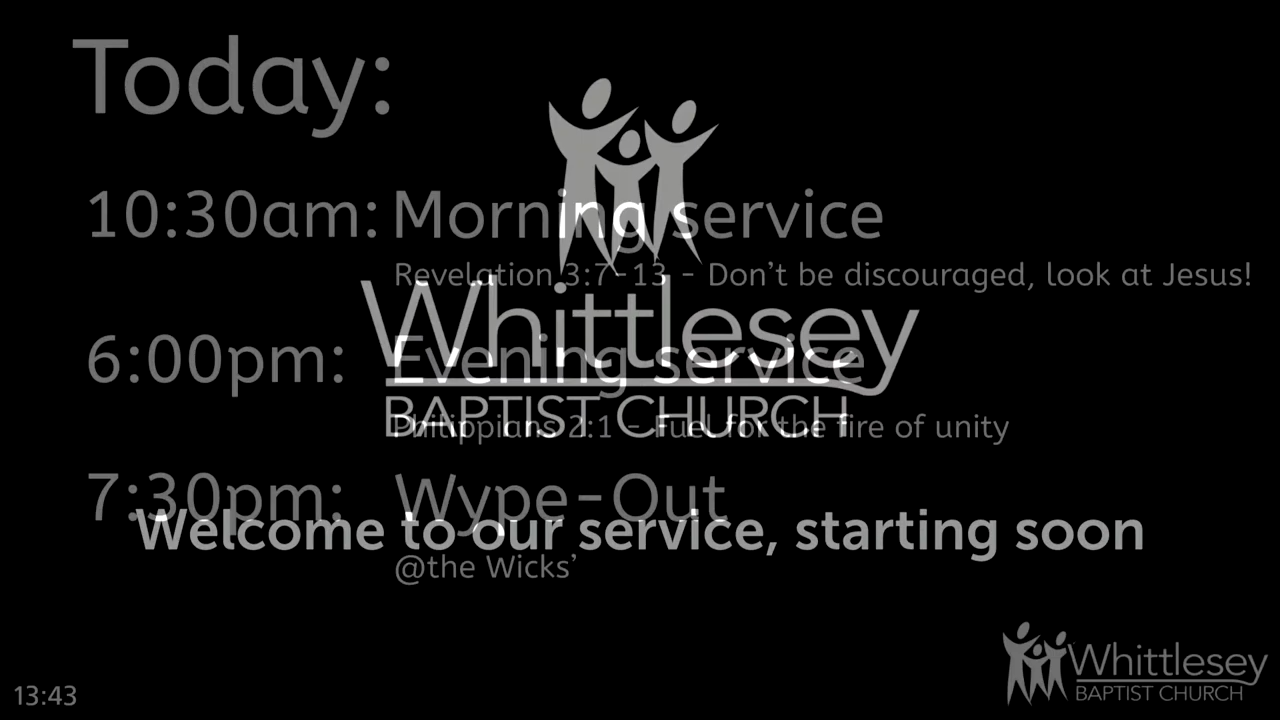 Today:
10:30am: Morning service
Revelation 3:7-13 - Don't be discouraged, look at Jesus!
Whittlesey
6:00pm: Evening service
BAPTIST CHURCH
Philippians 2:1 - Fuel for the fire of unity
7:30pm: Wype-Out
Welcome to our service, starting soon
@the Wicks'
Whittlesey
BAPTIST CHURCH
13:43